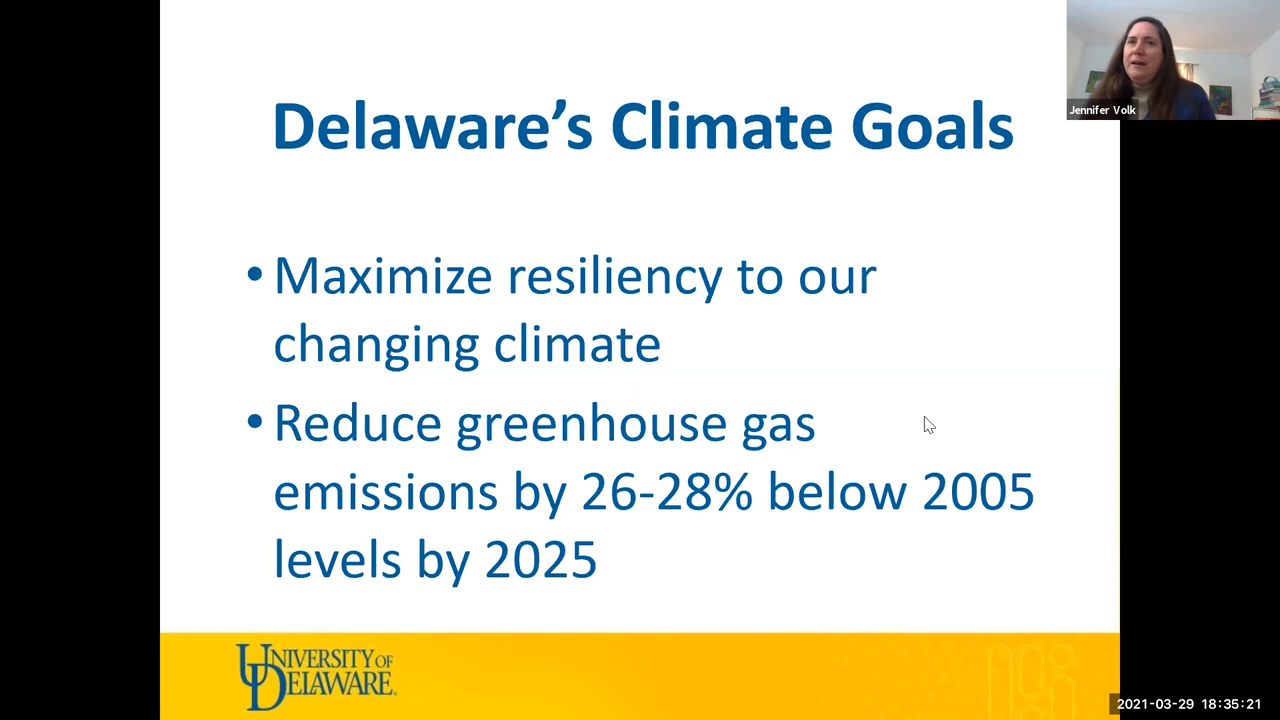 Delaware’s Climate Goals
Jennifer Volk
• Maximize resiliency to our
changing climate
• Reduce greenhouse gas
emissions by 26-28% below 2005
levels by 2025
UNIVERSITY OF
DELAWARE.
2021-03-29 18:35:21